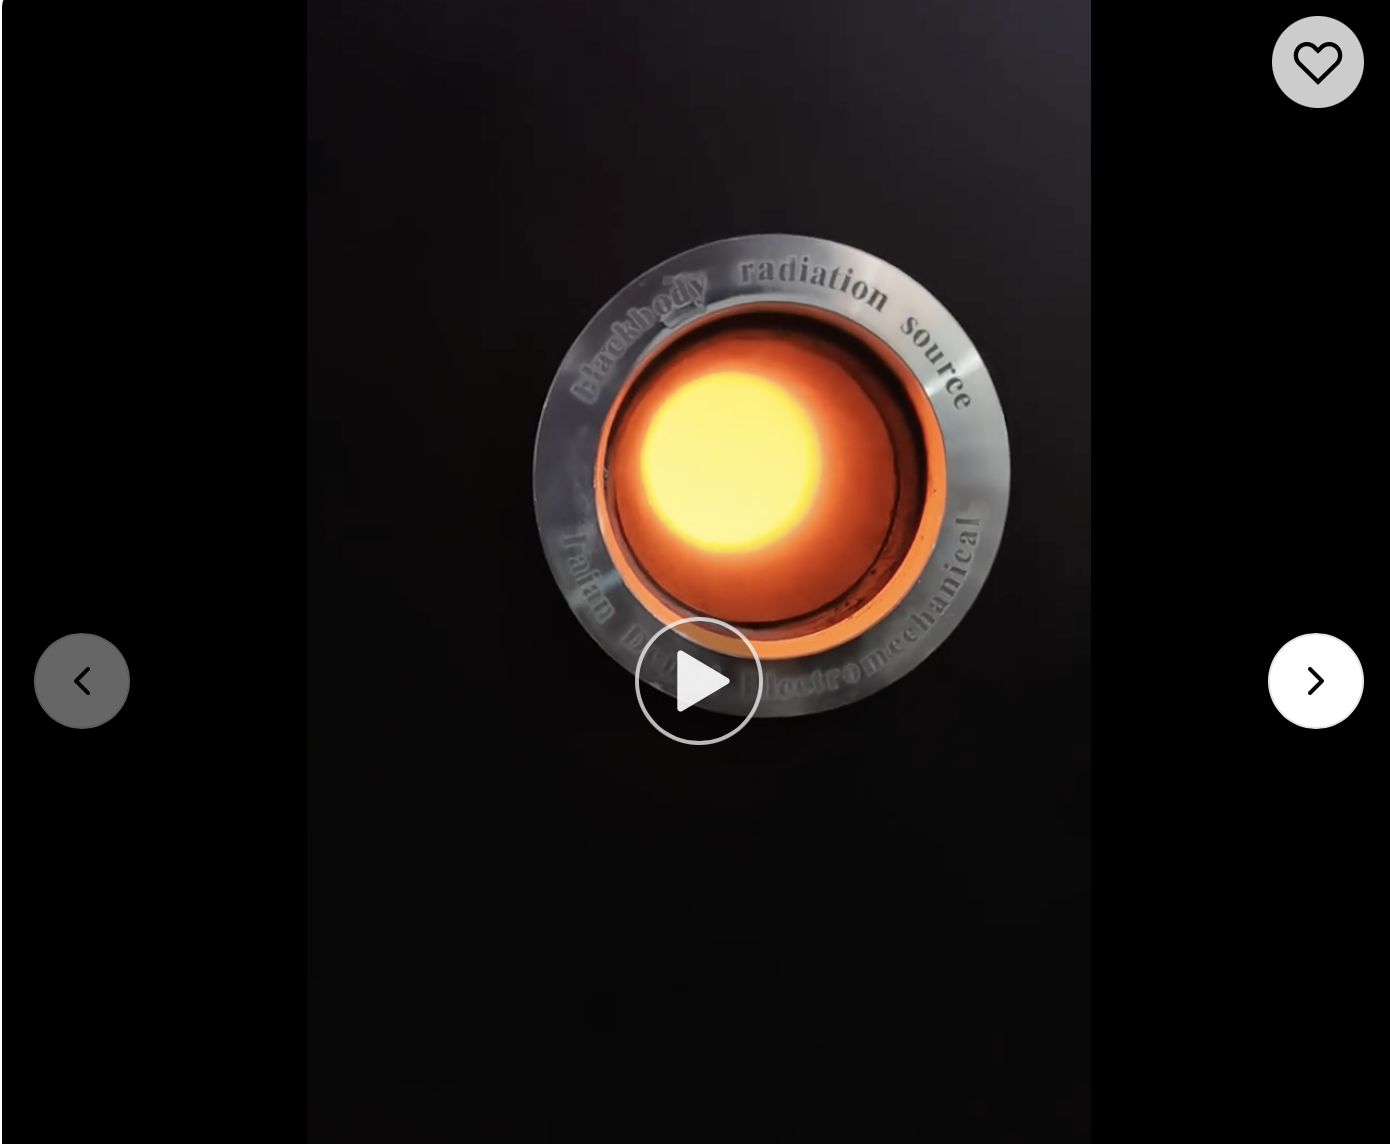 blackbody radiation source
Electromechanical